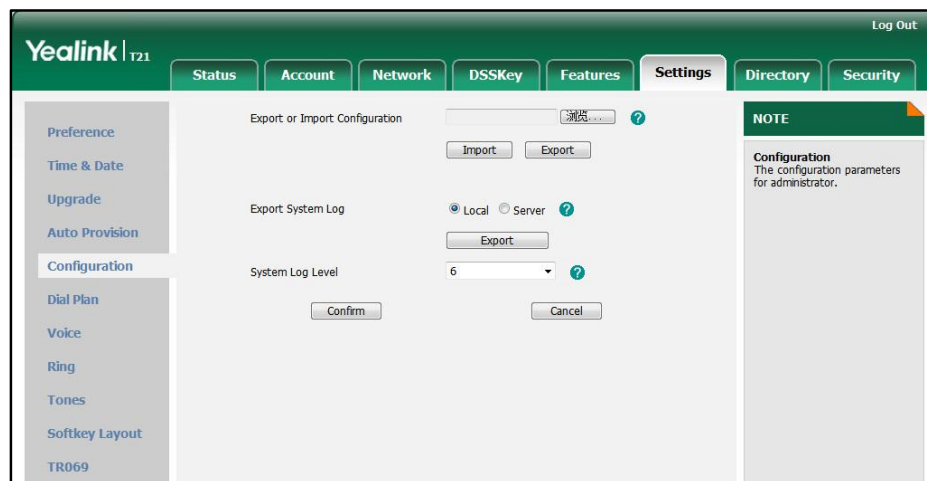 Log Out
Yealink | T21
Status Account Network DSSKey Features Settings Directory Security
Preference
Time & Date
Upgrade
Auto Provision
Configuration
Dial Plan
Voice
Ring
Tones
Softkey Layout
TR069
Export or Import Configuration 浏览... ?
Import Export
Export System Log Local Server ?
Export
System Log Level 6 ?
Confirm Cancel
NOTE
Configuration
The configuration parameters
for administrator.